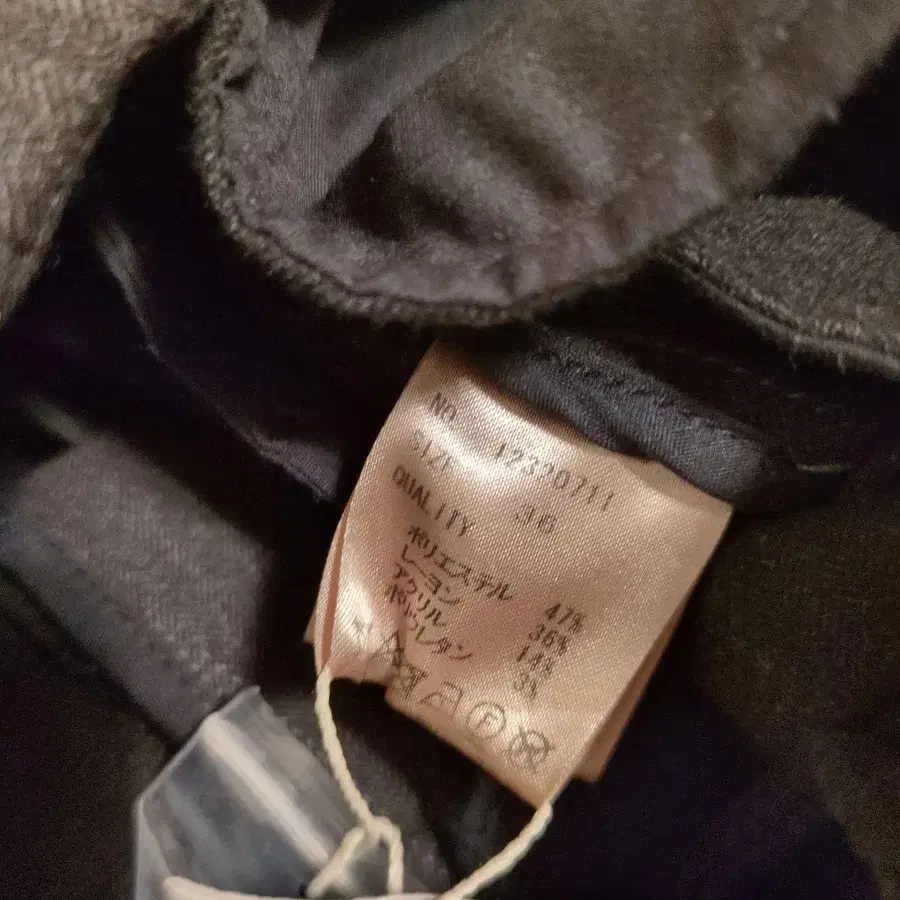 NO. 12320711
SIZE 36
QUALITY
ポリエステル 47%
レーヨン 36%
アクリル 14%
ポリウレタン 3%
F